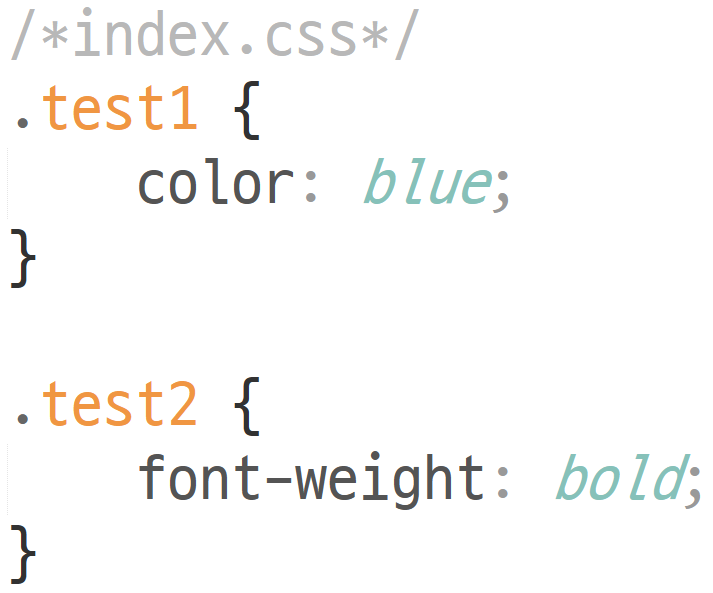 /*index.css*/
.test1 {
    color: blue;
}

.test2 {
    font-weight: bold;
}